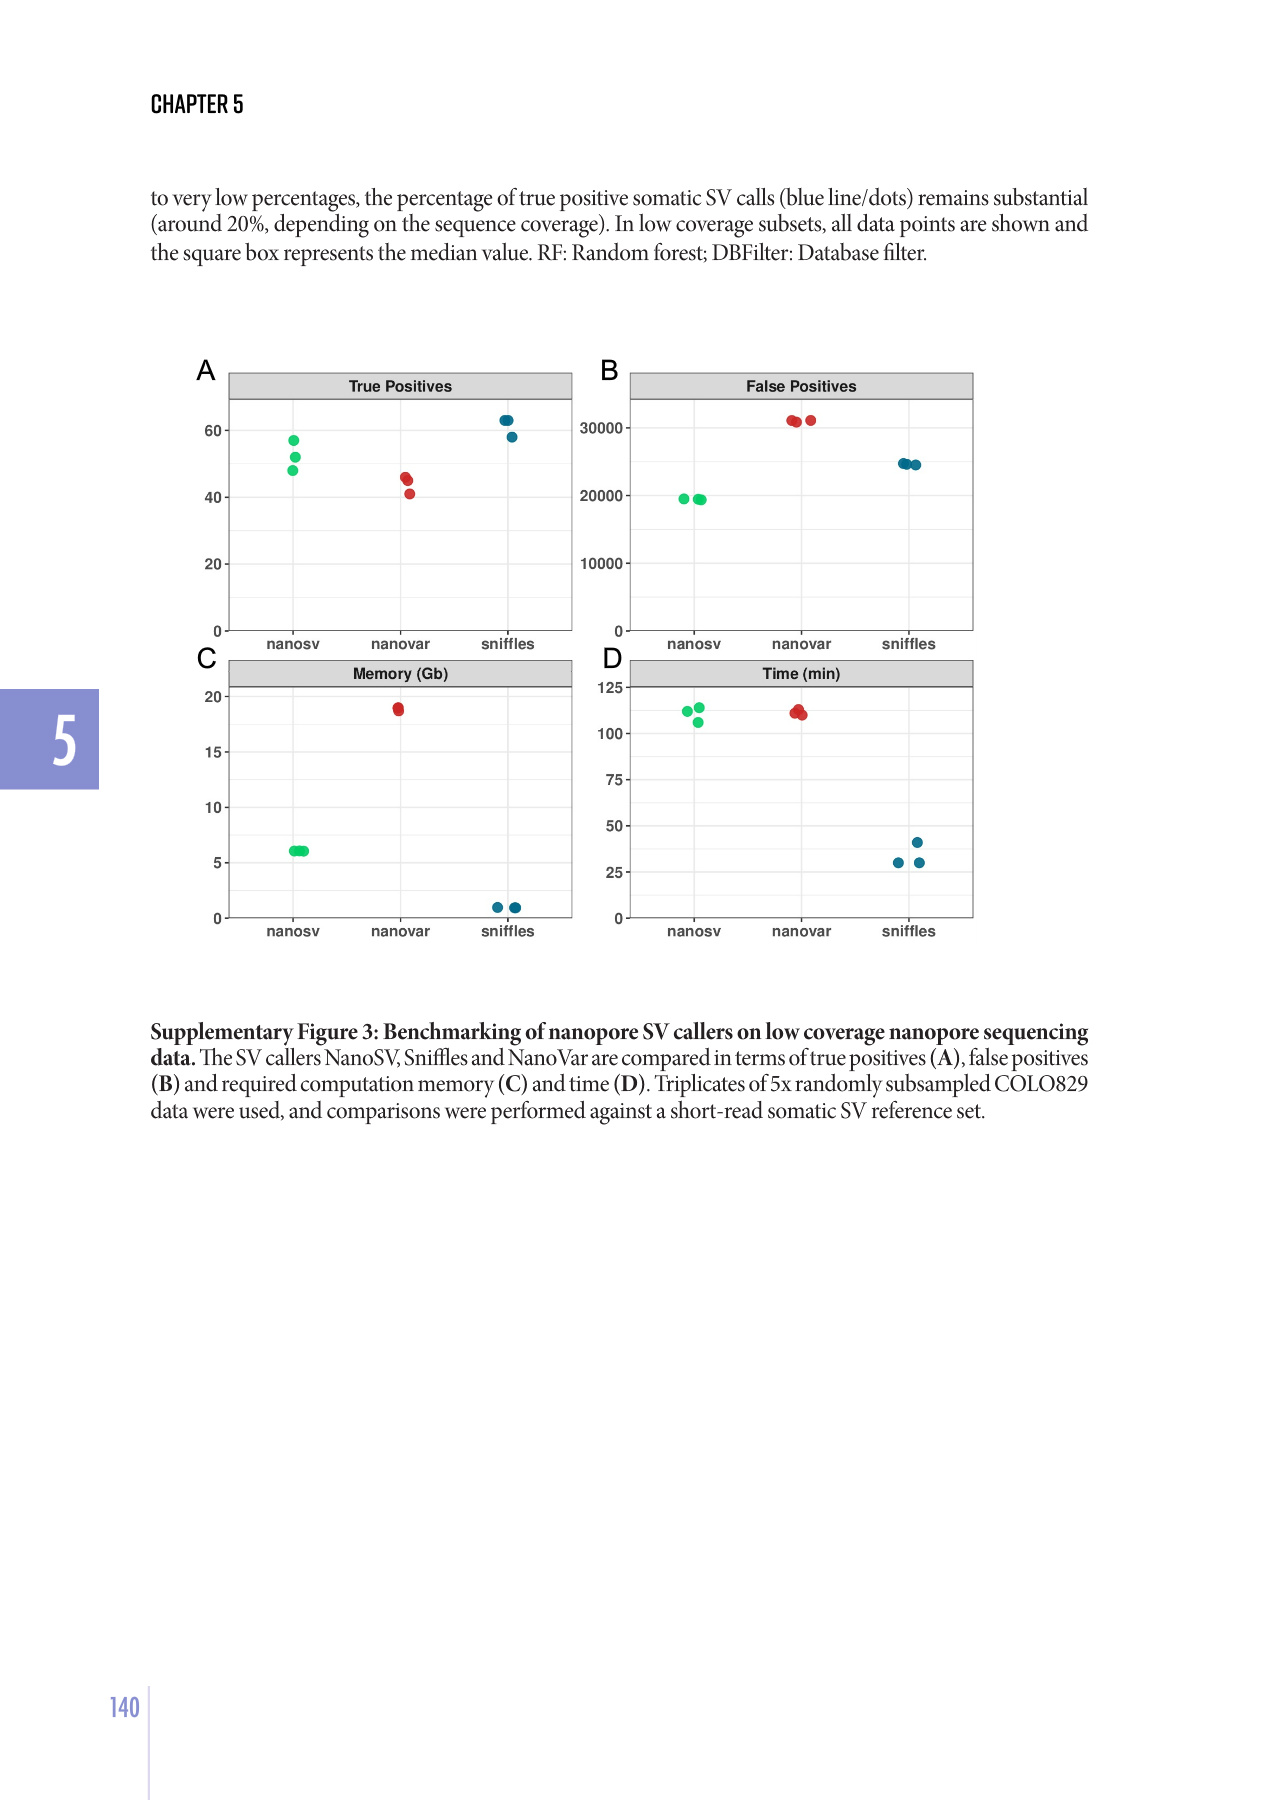 CHAPTER 5
to very low percentages, the percentage of true positive somatic SV calls (blue line/dots) remains substantial
(around 20%, depending on the sequence coverage). In low coverage subsets, all data points are shown and
the square box represents the median value. RF: Random forest; DBFilter: Database filter.
A
True Positives
60
40
20
0
nanosv nanovar sniffles
B
False Positives
30000
20000
10000
0
nanosv nanovar sniffles
C
Memory (Gb)
20
15
10
5
0
nanosv nanovar sniffles
D
Time (min)
125
100
75
50
25
0
nanosv nanovar sniffles
5
Supplementary Figure 3: Benchmarking of nanopore SV callers on low coverage nanopore sequencing
data. The SV callers NanoSV, Sniffles and NanoVar are compared in terms of true positives (A), false positives
(B) and required computation memory (C) and time (D). Triplicates of 5x randomly subsampled COLO829
data were used, and comparisons were performed against a short-read somatic SV reference set.
140